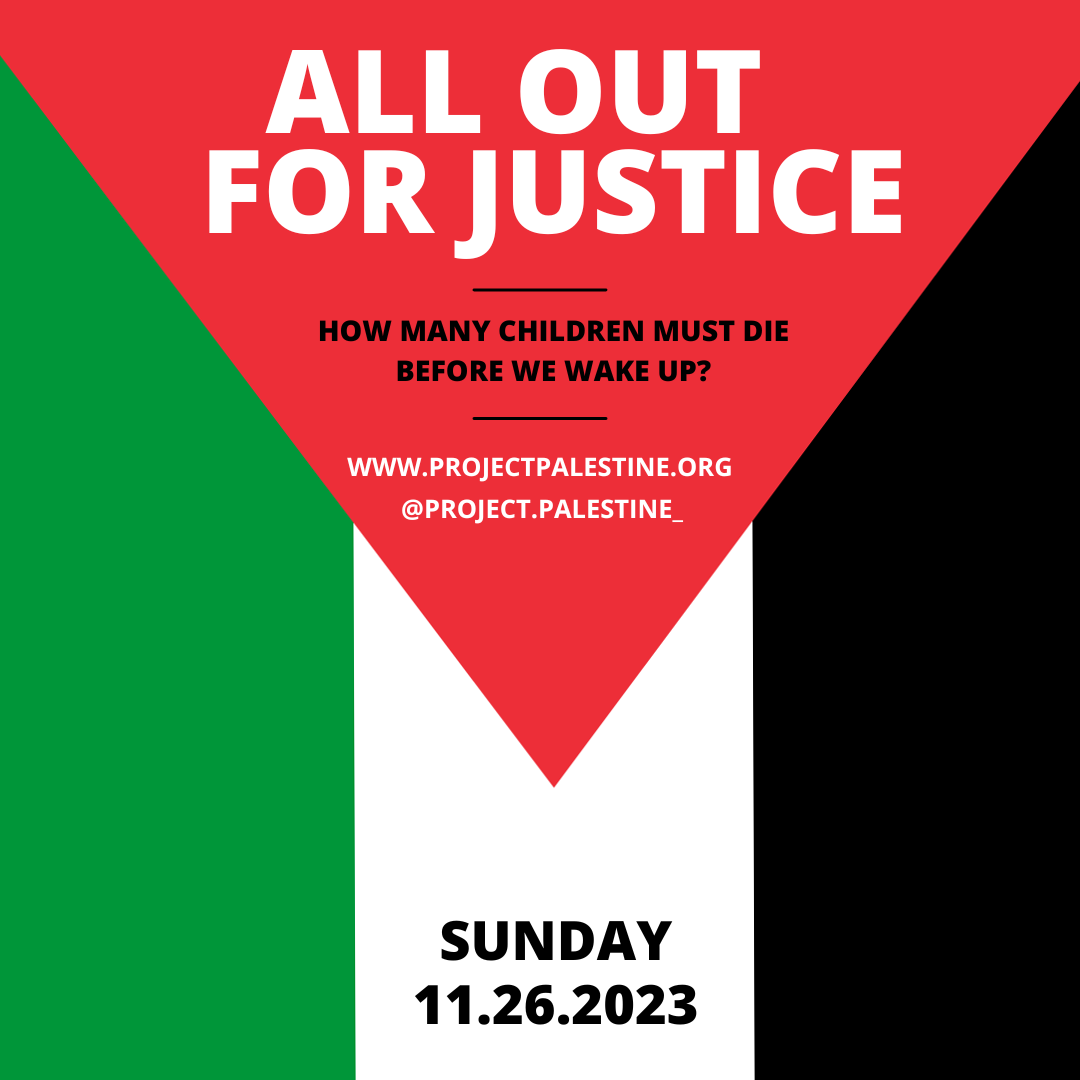 ALL OUT
FOR JUSTICE
HOW MANY CHILDREN MUST DIE
BEFORE WE WAKE UP?
WWW.PROJECTPALESTINE.ORG
@PROJECT.PALESTINE_
SUNDAY
11.26.2023